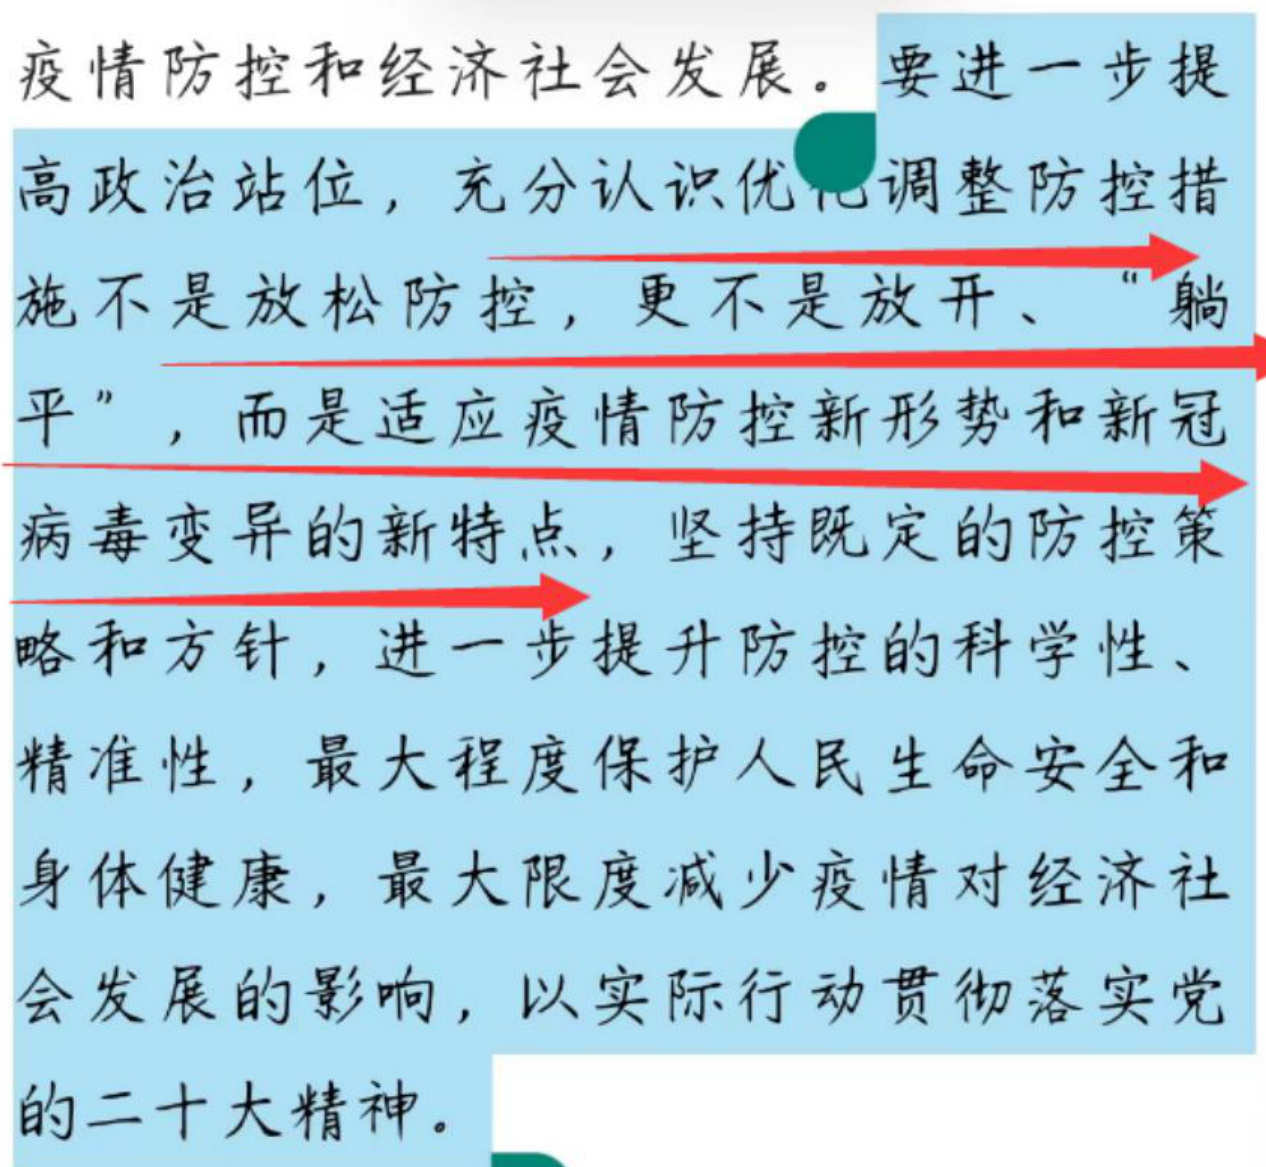 疫情防控和经济社会发展。要进一步提
高政治站位，充分认识优化调整防控措
施不是放松防控，更不是放开、“躺
平”，而是适应疫情防控新形势和新冠
病毒变异的新特点，坚持既定的防控策
略和方针，进一步提升防控的科学性、
精准性，最大程度保护人民生命安全和
身体健康，最大限度减少疫情对经济社
会发展的影响，以实际行动贯彻落实党
的二十大精神。